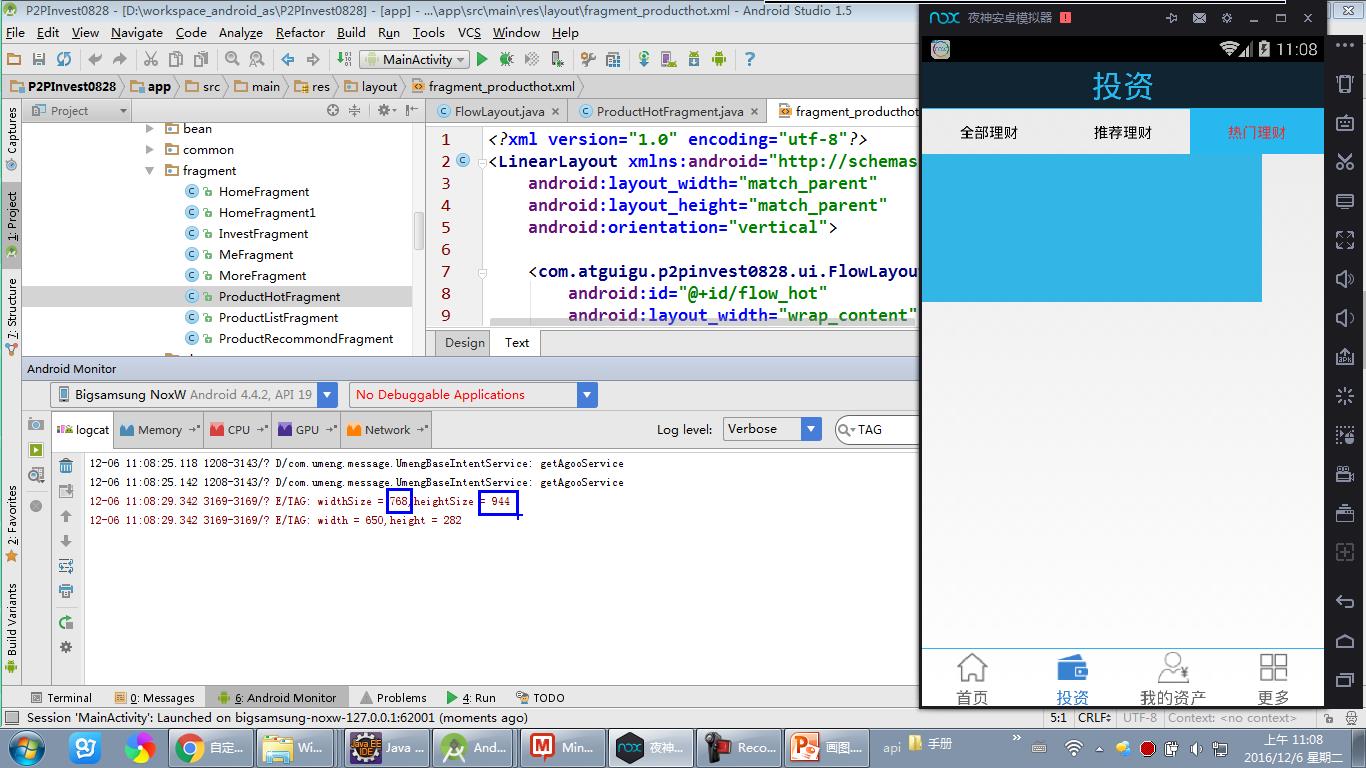 P2PInvest0828 - [D:\workspace_android_as\P2PInvest0828] - [app] - ...\app\src\main\res\layout\fragment_producthot.xml - Android Studio 1.5
File Edit View Navigate Code Analyze Refactor Build Run Tools VCS Window Help
MainActivity
P2PInvest0828 app src main res layout fragment_producthot.xml
Project
FlowLayout.java ProductHotFragment.java fragment_producthot
Captures
1: Project
7: Structure
2: Favorites
Build Variants
bean
common
fragment
HomeFragment
HomeFragment1
InvestFragment
MeFragment
MoreFragment
ProductHotFragment
ProductListFragment
ProductRecommondFragment
1 <?xml version="1.0" encoding="utf-8"?>
2 <LinearLayout xmlns:android="http://schemas
3 android:layout_width="match_parent"
4 android:layout_height="match_parent"
5 android:orientation="vertical">
6
7 <com.atguigu.p2pinvest0828.ui.FlowLayou
8 android:id="@+id/flow_hot"
9 android:layout_width="wrap_content"
Design Text
Android Monitor
Bigsamsung NoxW Android 4.4.2, API 19 No Debuggable Applications
logcat Memory CPU GPU Network Log level: Verbose TAG
12-06 11:08:25.118 1208-3143/? D/com.umeng.message.UmengBaseIntentService: getAgooService
12-06 11:08:25.142 1208-3143/? D/com.umeng.message.UmengBaseIntentService: getAgooService
12-06 11:08:29.342 3169-3169/? E/TAG: widthSize = 768,heightSize = 944
12-06 11:08:29.342 3169-3169/? E/TAG: width = 650,height = 282
Terminal 0: Messages 6: Android Monitor Problems 4: Run TODO
Session 'MainActivity': Launched on bigsamsung-noxw-127.0.0.1:62001 (moments ago)
5:1 CRLF UTF-8 Context: <no context>
nox 夜神安卓模拟器
11:08
投资
全部理财 推荐理财 热门理财
首页 投资 我的资产 更多
自定... Wi... Java ... And... Min... 夜神... Reco... 画图... api 手册
上午 11:08
2016/12/6 星期二